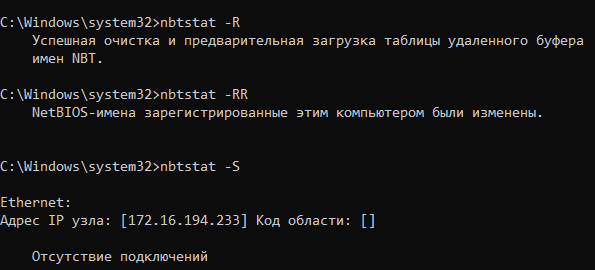 C:\Windows\system32>nbtstat -R
Успешная очистка и предварительная загрузка таблицы удаленного буфера
имен NBT.
C:\Windows\system32>nbtstat -RR
NetBIOS-имена зарегистрированные этим компьютером были изменены.
C:\Windows\system32>nbtstat -S
Ethernet:
Адрес IP узла: [172.16.194.233] Код области: []
Отсутствие подключений